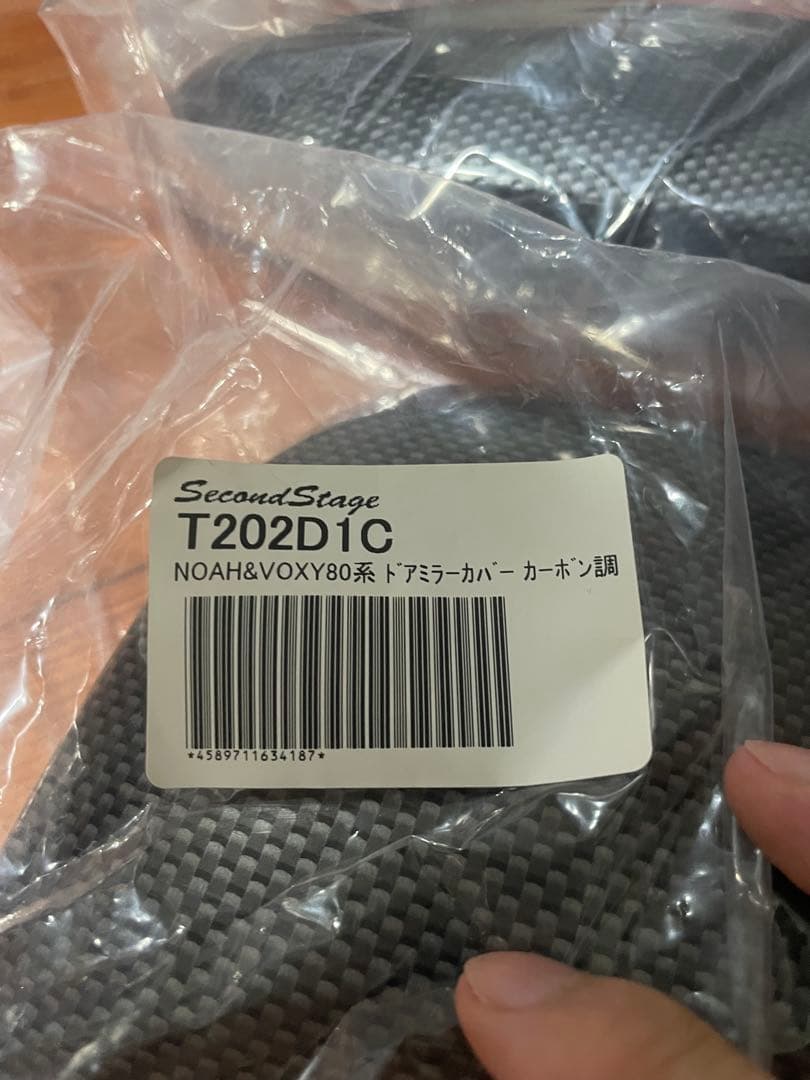 SecondStage
T202D1C
NOAH&VOXY80系 ﾄﾞｱﾐﾗｰｶﾊﾞｰ ｶｰﾎﾞﾝ調
*4589711634187*